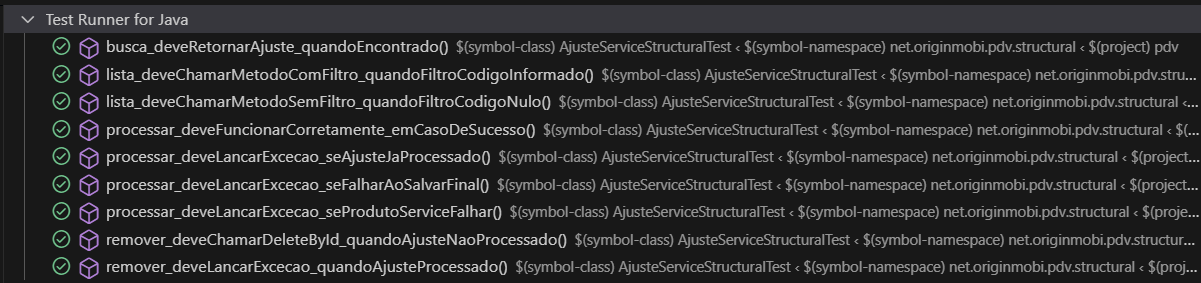 Test Runner for Java
busca_deveRetornarAjuste_quandoEncontrado() $(symbol-class) AjusteServiceStructuralTest ‹ $(symbol-namespace) net.originmobi.pdv.structural ‹ $(project) pdv
lista_deveChamarMetodoComFiltro_quandoFiltroCodigoInformado() $(symbol-class) AjusteServiceStructuralTest ‹ $(symbol-namespace) net.originmobi.pdv.stru...
lista_deveChamarMetodoSemFiltro_quandoFiltroCodigoNulo() $(symbol-class) AjusteServiceStructuralTest ‹ $(symbol-namespace) net.originmobi.pdv.structural ‹...
processar_deveFuncionarCorretamente_emCasoDeSucesso() $(symbol-class) AjusteServiceStructuralTest ‹ $(symbol-namespace) net.originmobi.pdv.structural ‹ $(...
processar_deveLancarExcecao_seAjusteJaProcessado() $(symbol-class) AjusteServiceStructuralTest ‹ $(symbol-namespace) net.originmobi.pdv.structural ‹ $(project...
processar_deveLancarExcecao_seFalharAoSalvarFinal() $(symbol-class) AjusteServiceStructuralTest ‹ $(symbol-namespace) net.originmobi.pdv.structural ‹ $(project...
processar_deveLancarExcecao_seProdutoServiceFalhar() $(symbol-class) AjusteServiceStructuralTest ‹ $(symbol-namespace) net.originmobi.pdv.structural ‹ $(proje...
remover_deveChamarDeleteById_quandoAjusteNaoProcessado() $(symbol-class) AjusteServiceStructuralTest ‹ $(symbol-namespace) net.originmobi.pdv.structur...
remover_deveLancarExcecao_quandoAjusteProcessado() $(symbol-class) AjusteServiceStructuralTest ‹ $(symbol-namespace) net.originmobi.pdv.structural ‹ $(proj...